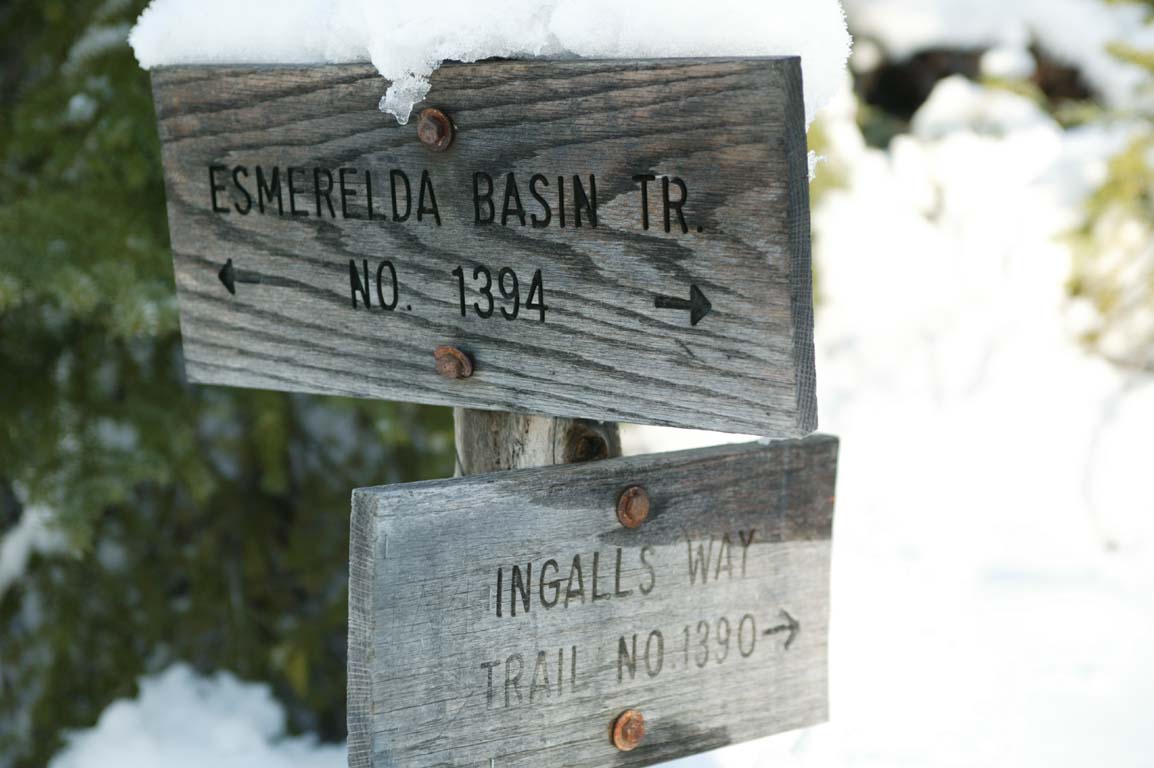 ESMERELDA BASIN TR.
← NO. 1394 →
INGALLS WAY
TRAIL NO.1390→